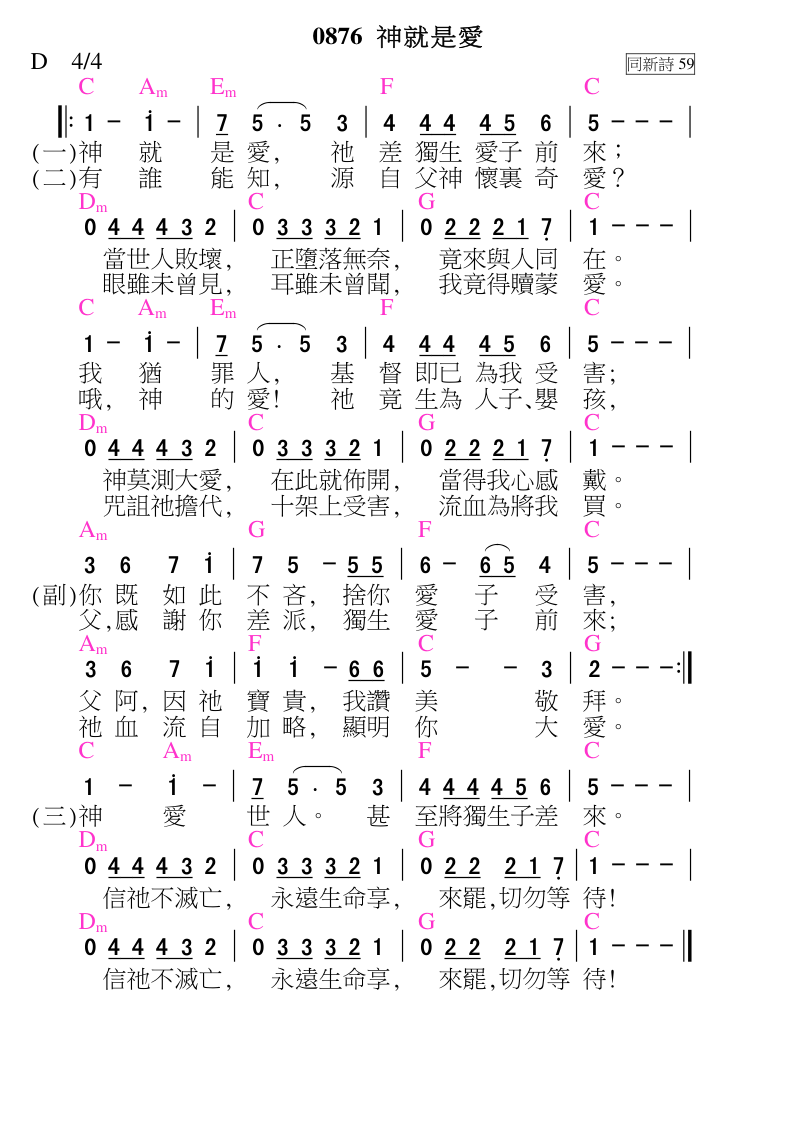 0876 神就是愛
D 4/4 同新詩 59
C Am Em F C
1 － i － | 7 5 · 5 3 | 4 4 4 4 5 6 | 5 － － － |
(一)神 就 是 愛, 祂 差 獨生 愛子 前 來；
(二)有 誰 能 知, 源 自 父神 懷裏 奇 愛？
Dm C G C
0 4 4 4 3 2 | 0 3 3 3 2 1 | 0 2 2 2 1 7 | 1 － － － |
當世人敗壞, 正墮落無奈, 竟來與人同 在。
眼雖未曾見, 耳雖未曾聞, 我竟得贖蒙 愛。
C Am Em F C
1 － i － | 7 5 · 5 3 | 4 4 4 4 5 6 | 5 － － － |
我 猶 罪 人, 基 督 即已 為我 受 害;
哦, 神 的 愛! 祂 竟 生為 人子、嬰 孩,
Dm C G C
0 4 4 4 3 2 | 0 3 3 3 2 1 | 0 2 2 2 1 7 | 1 － － － |
神莫測大愛, 在此就佈開, 當得我心感 戴。
咒詛祂擔代, 十架上受害, 流血為將我 買。
Am G F C
3 6 7 i | 7 5 － 5 5 | 6 － 6 5 4 | 5 － － － |
(副)你 既 如 此 不 吝, 捨你 愛 子 受 害,
父,感 謝 你 差 派, 獨生 愛 子 前 來;
Am F C G
3 6 7 i | i i － 6 6 | 5 － － 3 | 2 － － － :||
父 阿, 因 祂 寶 貴, 我讚 美 敬 拜。
祂 血 流 自 加 略, 顯明 你 大 愛。
C Am Em F C
1 － i － | 7 5 · 5 3 | 4 4 4 4 5 6 | 5 － － － |
(三)神 愛 世 人。 甚 至將獨生子差 來。
Dm C G C
0 4 4 4 3 2 | 0 3 3 3 2 1 | 0 2 2 2 1 7 | 1 － － － |
信祂不滅亡, 永遠生命享, 來罷,切勿等 待!
Dm C G C
0 4 4 4 3 2 | 0 3 3 3 2 1 | 0 2 2 2 1 7 | 1 － － － ||
信祂不滅亡, 永遠生命享, 來罷,切勿等 待!